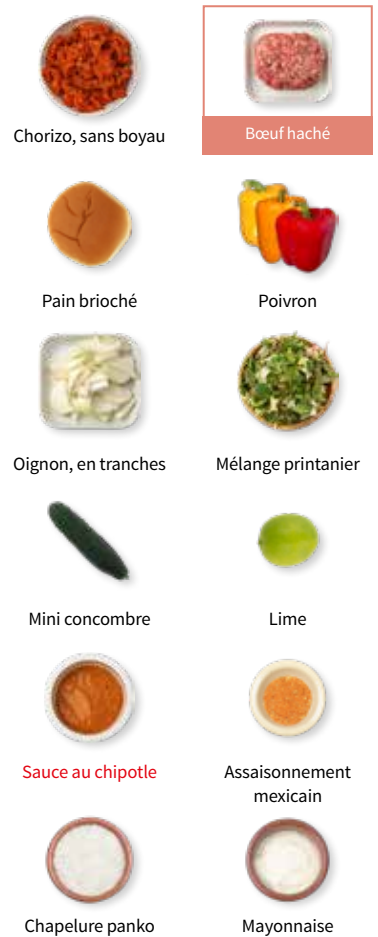 Chorizo, sans boyau
Bœuf haché
Pain brioché
Poivron
Oignon, en tranches
Mélange printanier
Mini concombre
Lime
Sauce au chipotle
Assaisonnement
mexicain
Chapelure panko
Mayonnaise